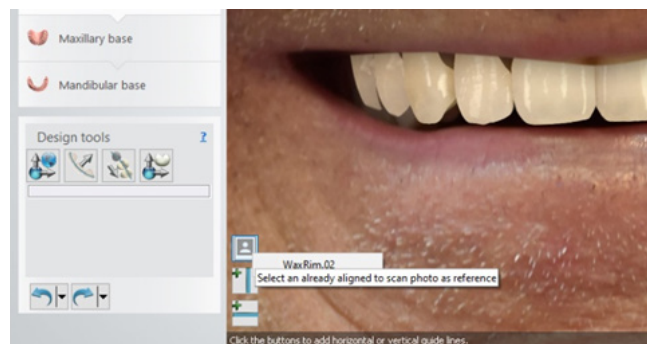 Maxillary base
Mandibular base
Design tools
?
WaxRim.02
Select an already aligned to scan photo as reference
Click the buttons to add horizontal or vertical guide lines.